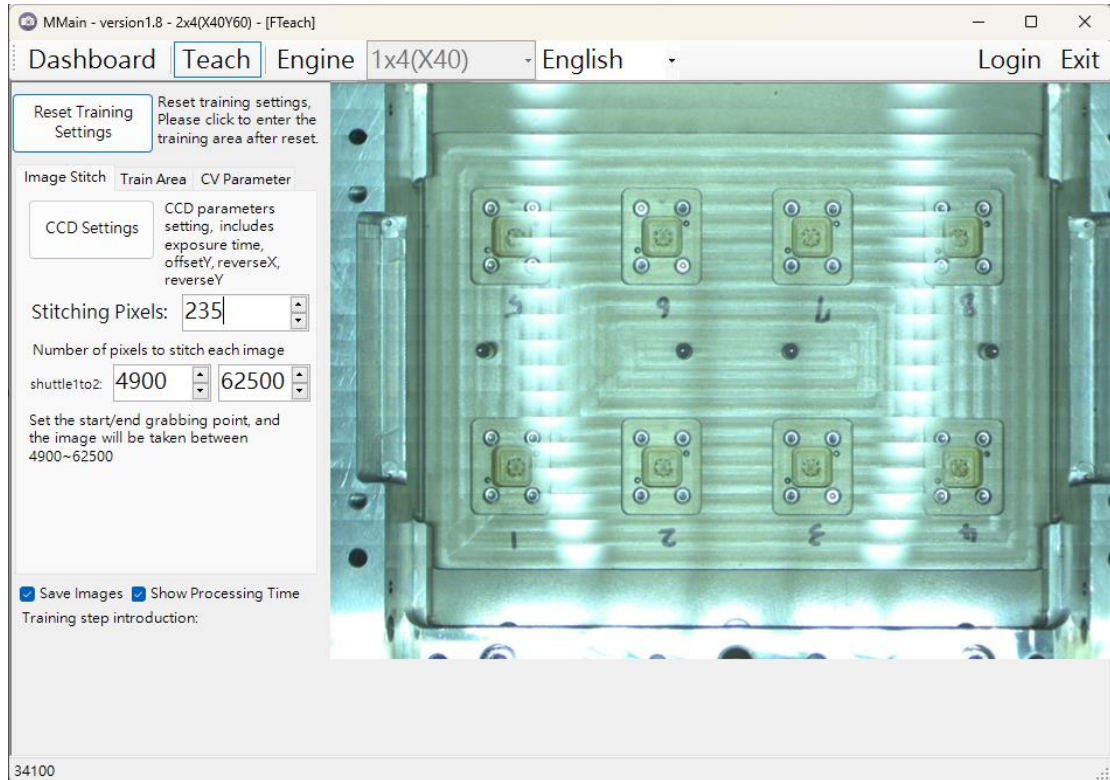 MMain - version1.8 - 2x4(X40Y60) - [FTeach]
Dashboard Teach Engine 1x4(X40) English Login Exit
Reset Training Settings
Reset training settings,
Please click to enter the
training area after reset.
Image Stitch Train Area CV Parameter
CCD Settings
CCD parameters
setting, includes
exposure time,
offsetY, reverseX,
reverseY
Stitching Pixels: 235
Number of pixels to stitch each image
shuttle1to2: 4900 62500
Set the start/end grabbing point, and
the image will be taken between
4900~62500
Save Images Show Processing Time
Training step introduction:
5 6 7 8
1 2 3 4
34100